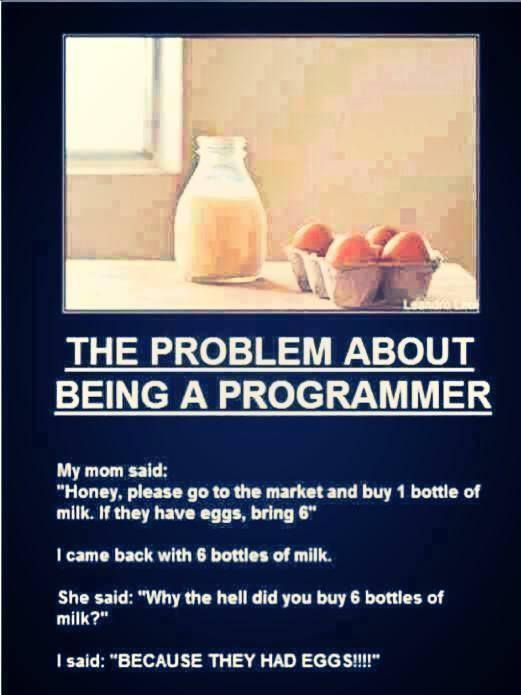 THE PROBLEM ABOUT
BEING A PROGRAMMER
My mom said:
"Honey, please go to the market and buy 1 bottle of
milk. If they have eggs, bring 6"
I came back with 6 bottles of milk.
She said: "Why the hell did you buy 6 bottles of
milk?"
I said: "BECAUSE THEY HAD EGGS!!!!"